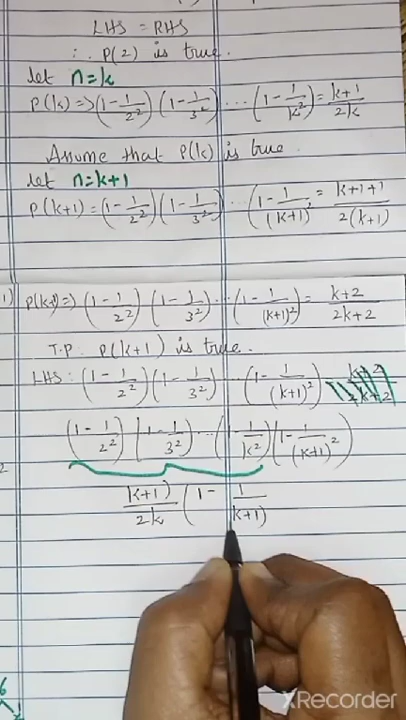 LHS = RHS
∴ P(2) is true.
let n=k
P(k) => (1-1/2²) (1-1/3²) ... (1-1/k²) = k+1/2k
Assume that P(k) is true.
let n=k+1
P(k+1) = (1-1/2²) (1-1/3²) ... (1-1/(k+1)² = k+1+1/2(k+1)
P(k+1) => (1-1/2²) (1-1/3²) ... (1-1/(k+1)²) = k+2/2k+2
T.P. P(k+1) is true.
LHS: (1-1/2²) (1-1/3²) ... (1-1/(k+1)²)
(1-1/2²) (1-1/3²) ... (1-1/k²) (1-1/(k+1)²)
(k+1)/2k (1-1/k+1)
XRecorder